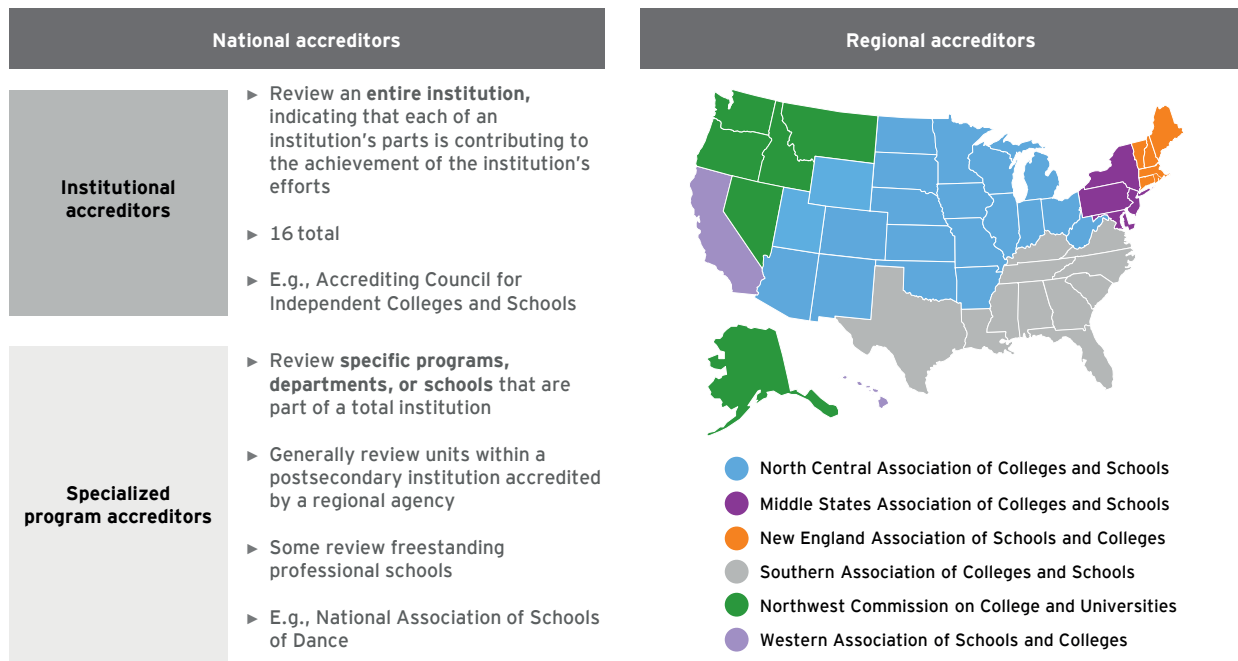 National accreditors
Institutional
accreditors
► Review an entire institution,
indicating that each of an
institution’s parts is contributing to
the achievement of the institution’s
efforts
► 16 total
► E.g., Accrediting Council for
Independent Colleges and Schools
Specialized
program accreditors
► Review specific programs,
departments, or schools that are
part of a total institution
► Generally review units within a
postsecondary institution accredited
by a regional agency
► Some review freestanding
professional schools
► E.g., National Association of Schools
of Dance
Regional accreditors
North Central Association of Colleges and Schools
Middle States Association of Colleges and Schools
New England Association of Schools and Colleges
Southern Association of Colleges and Schools
Northwest Commission on College and Universities
Western Association of Schools and Colleges